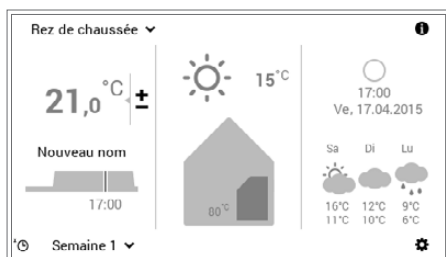 Rez de chaussée
21,0 °C ±
Nouveau nom
17:00
15°C
80°C
17:00
Ve, 17.04.2015
Sa Di Lu
16°C 12°C 9°C
11°C 10°C 6°C
Semaine 1